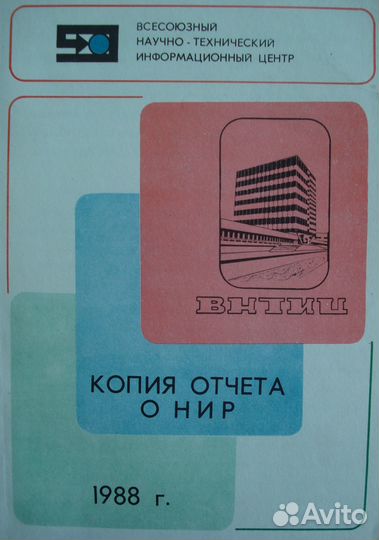 ВСЕСОЮЗНЫЙ
НАУЧНО - ТЕХНИЧЕСКИЙ
ИНФОРМАЦИОННЫЙ ЦЕНТР
ВНТИЦ
КОПИЯ ОТЧЕТА
О НИР
1988 г.
Avito